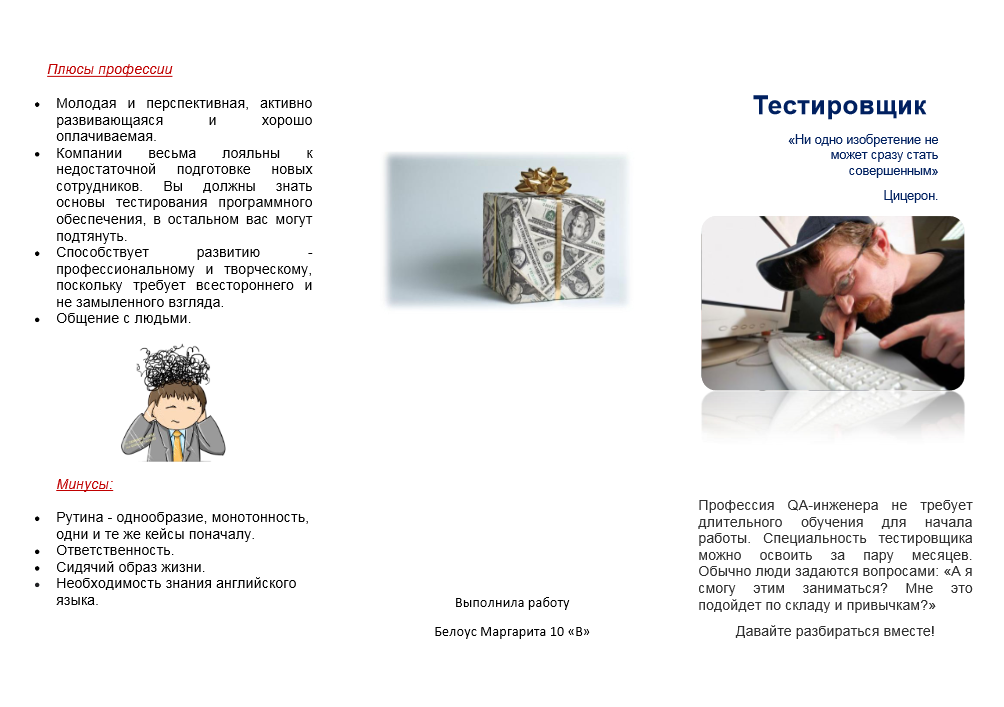 Плюсы профессии
• Молодая и перспективная, активно
развивающаяся и хорошо
оплачиваемая.
• Компании весьма лояльны к
недостаточной подготовке новых
сотрудников. Вы должны знать
основы тестирования программного
обеспечения, в остальном вас могут
подтянуть.
• Способствует развитию -
профессиональному и творческому,
поскольку требует всестороннего и
не замыленного взгляда.
• Общение с людьми.
Минусы:
• Рутина - однообразие, монотонность,
одни и те же кейсы поначалу.
• Ответственность.
• Сидячий образ жизни.
• Необходимость знания английского
языка.
Выполнила работу
Белоус Маргарита 10 «В»
Тестировщик
«Ни одно изобретение не
может сразу стать
совершенным»
Цицерон.
Профессия QA-инженера не требует
длительного обучения для начала
работы. Специальность тестировщика
можно освоить за пару месяцев.
Обычно люди задаются вопросами: «А я
смогу этим заниматься? Мне это
подойдет по складу и привычкам?»
Давайте разбираться вместе!